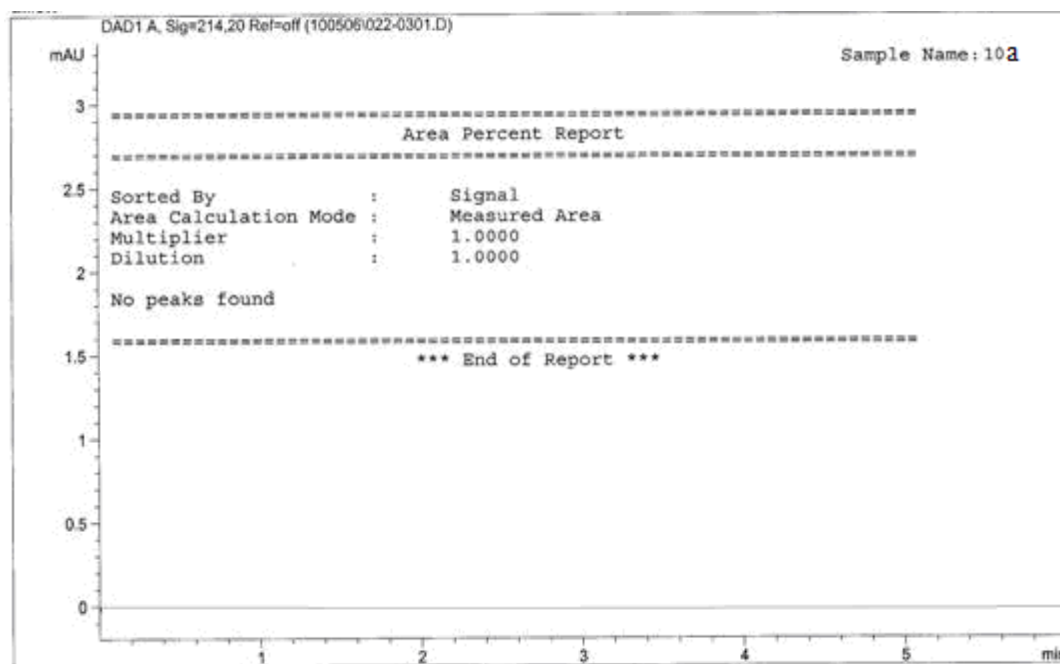 DAD1 A, Sig=214,20 Ref=off (100506\022-0301.D)
mAU
Sample Name: 10a
3
==============================================================
Area Percent Report
==============================================================
2.5
Sorted By : Signal
Area Calculation Mode : Measured Area
Multiplier : 1.0000
Dilution : 1.0000
2
No peaks found
==============================================================
1.5
*** End of Report ***
1
0.5
0
1 2 3 4 5